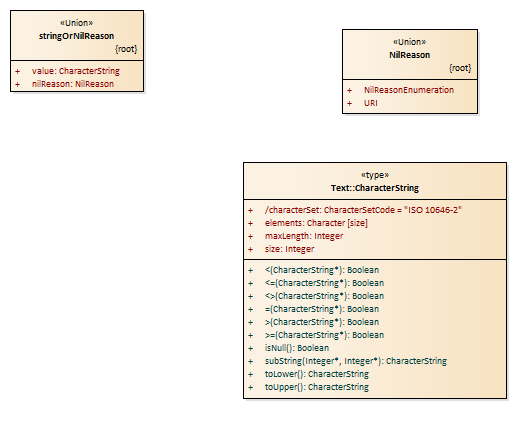 «Union»
stringOrNilReason
{root}
+ value: CharacterString
+ nilReason: NilReason
«Union»
NilReason
{root}
+ NilReasonEnumeration
+ URI
«type»
Text::CharacterString
+ /characterSet: CharacterSetCode = "ISO 10646-2"
+ elements: Character [size]
+ maxLength: Integer
+ size: Integer
+ <(CharacterString*): Boolean
+ <=(CharacterString*): Boolean
+ <>(CharacterString*): Boolean
+ =(CharacterString*): Boolean
+ >(CharacterString*): Boolean
+ >=(CharacterString*): Boolean
+ isNull(): Boolean
+ subString(Integer*, Integer*): CharacterString
+ toLower(): CharacterString
+ toUpper(): CharacterString